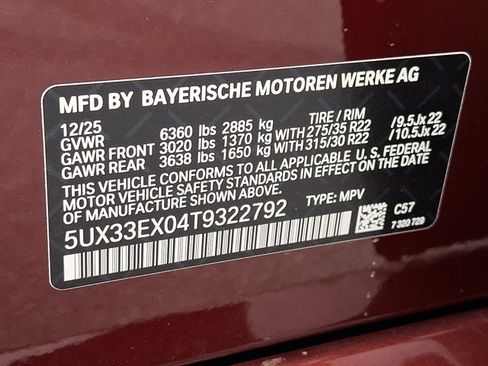 MFD BY BAYERISCHE MOTOREN WERKE AG
12/25 TIRE / RIM
GVWR 6360 lbs 2885 kg
GAWR FRONT 3020 lbs 1370 kg WITH 275/35 R22 /9.5Jx22
GAWR REAR 3638 lbs 1650 kg WITH 315/30 R22 /10.5Jx22
THIS VEHICLE CONFORMS TO ALL APPLICABLE U.S. FEDERAL
MOTOR VEHICLE SAFETY STANDARDS IN EFFECT
ON THE DATE OF MANUFACTURE SHOWN ABOVE.
5UX33EX04T9322792 TYPE: MPV
C57
7 320 729